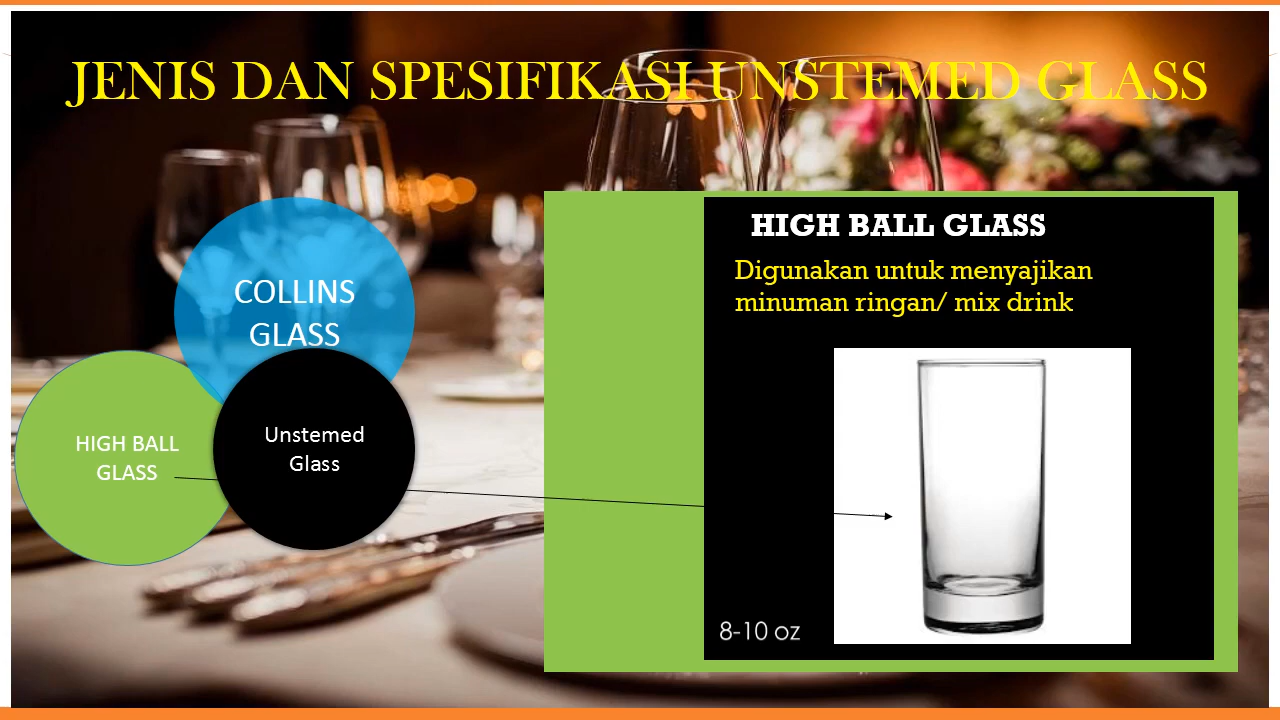 JENIS DAN SPESIFIKASI UNSTEMED GLASS
COLLINS
GLASS
HIGH BALL
GLASS
Unstemed
Glass
HIGH BALL GLASS
Digunakan untuk menyajikan
minuman ringan/ mix drink
8-10 oz